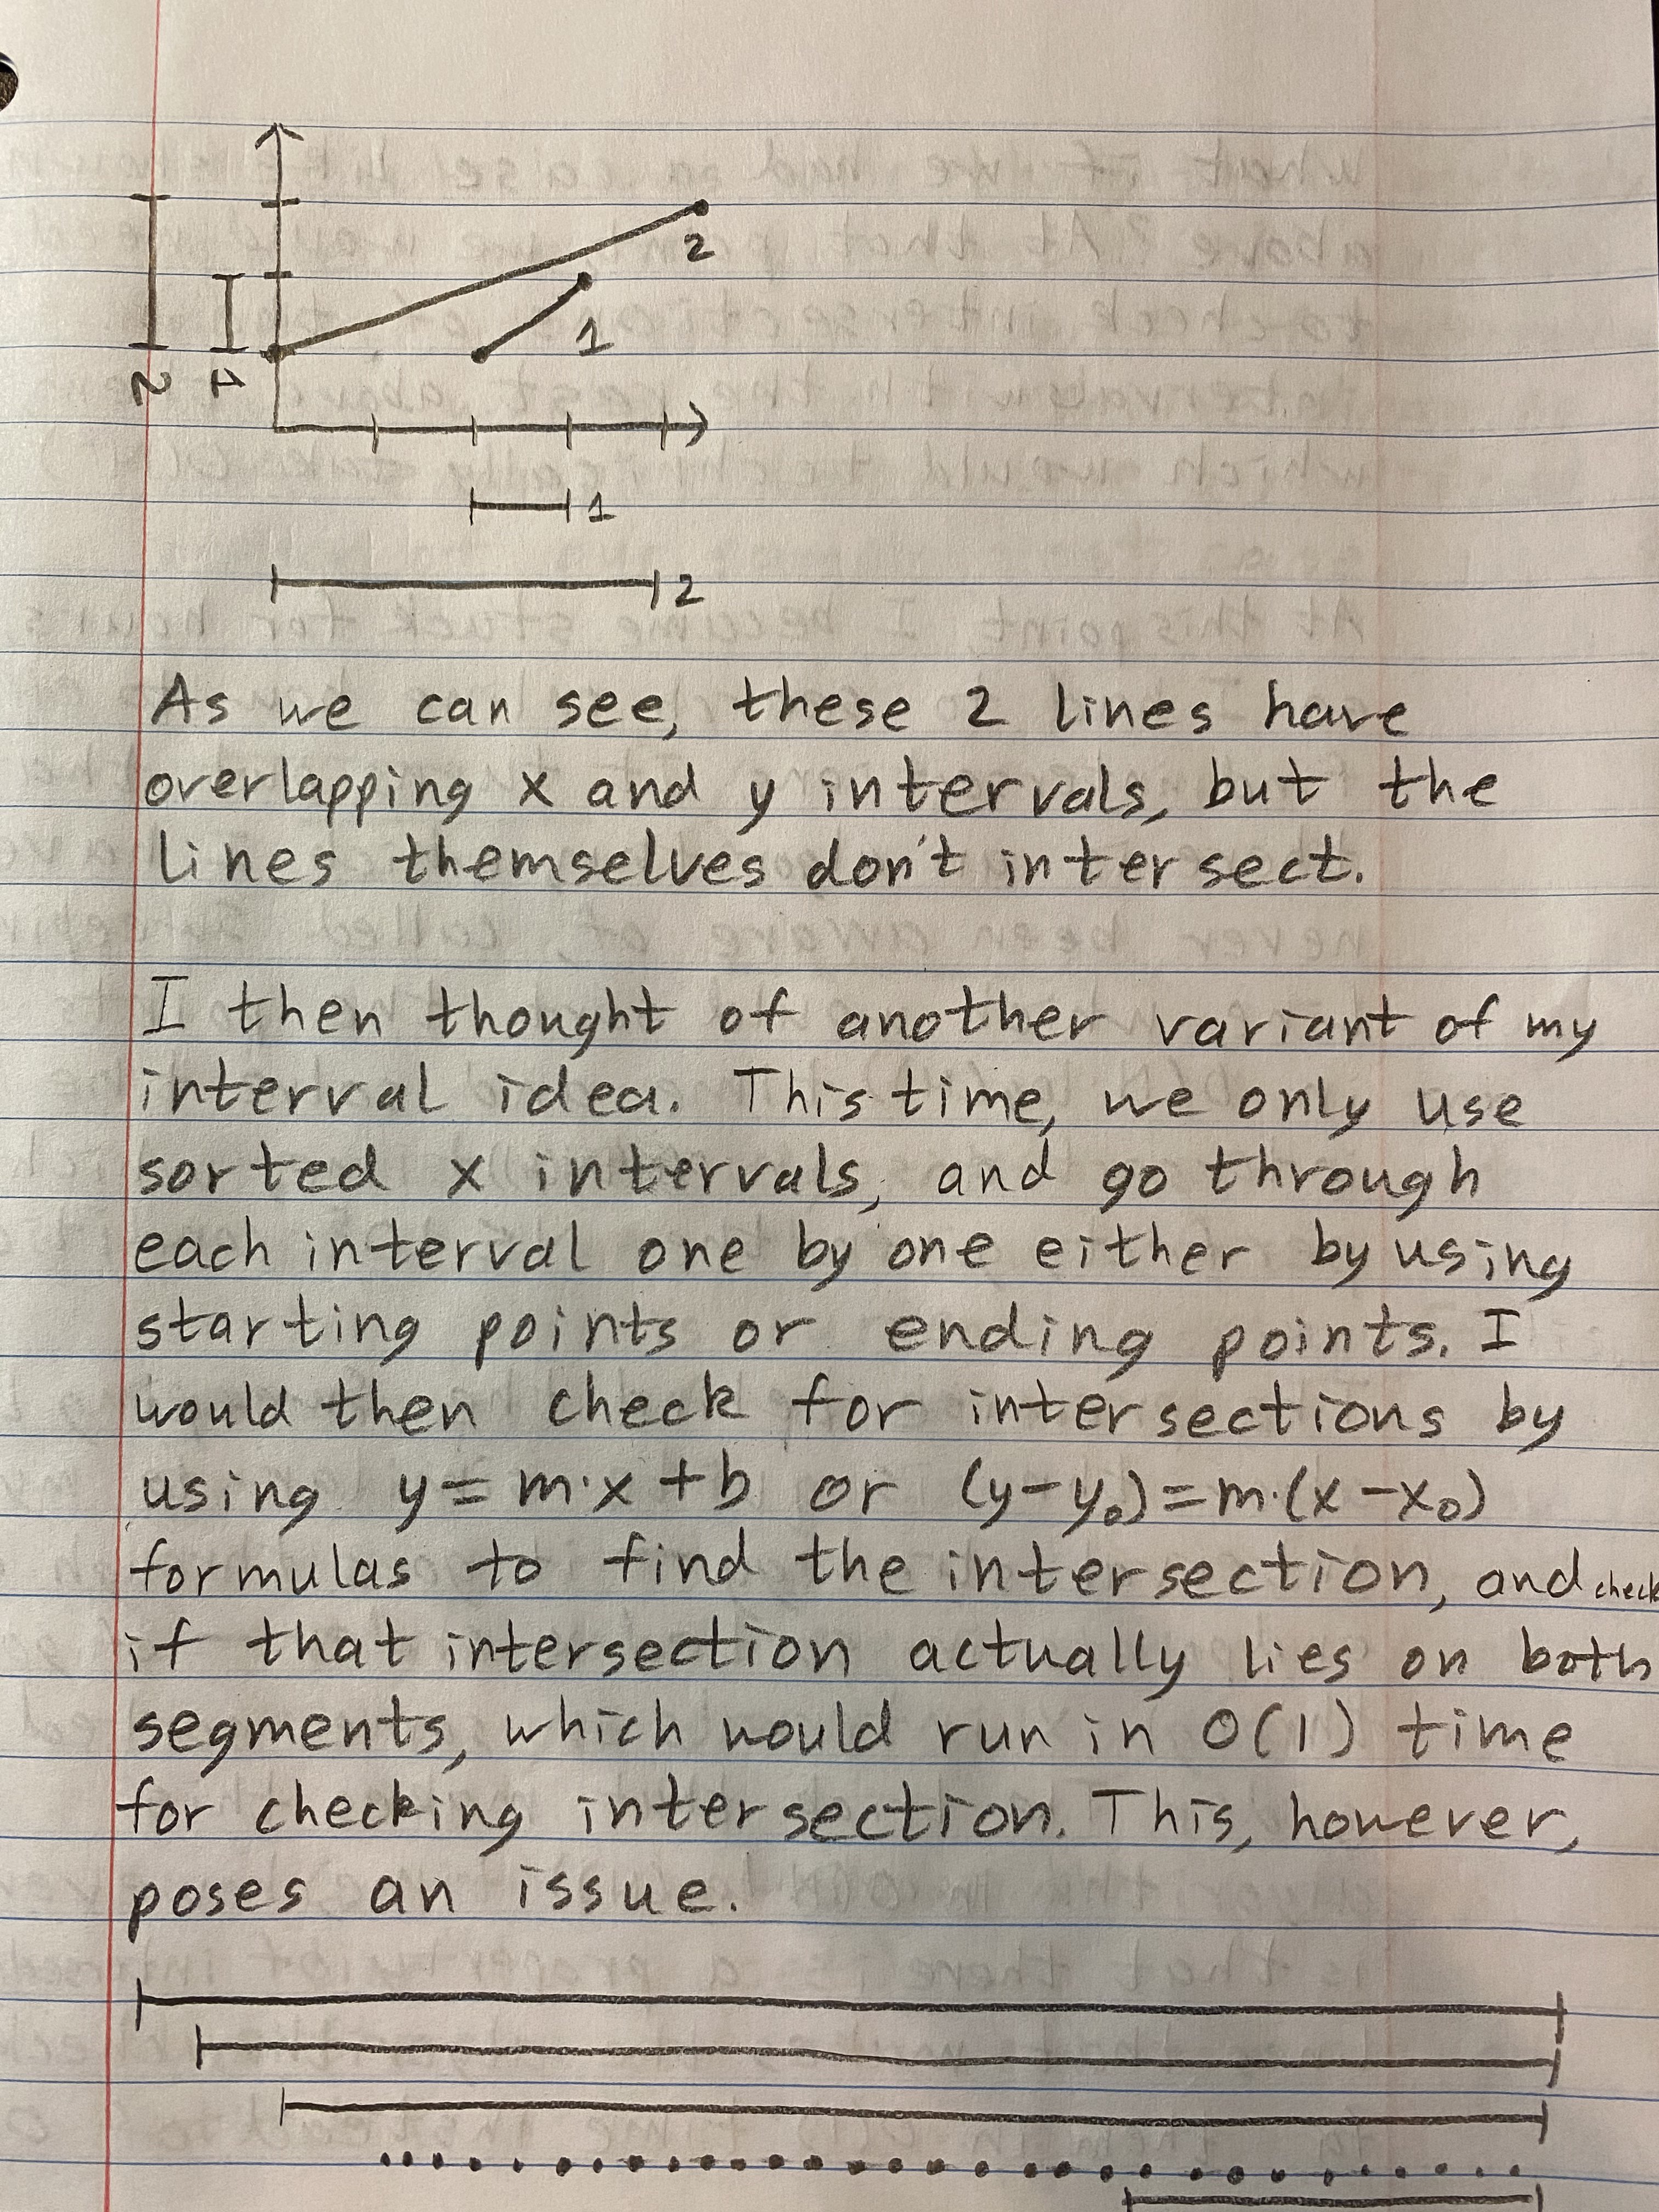 2
1
2 1
1
2
As we can see, these 2 lines have
overlapping x and y intervals, but the
lines themselves don't intersect.
I then thought of another variant of my
interval idea. This time, we only use
sorted x intervals, and go through
each interval one by one either by using
starting points or ending points. I
would then check for intersections by
using y=m·x+b or (y-y₀)=m·(x-x₀)
formulas to find the intersection, and check
if that intersection actually lies on both
segments, which would run in O(1) time
for checking intersection. This, however,
poses an issue.